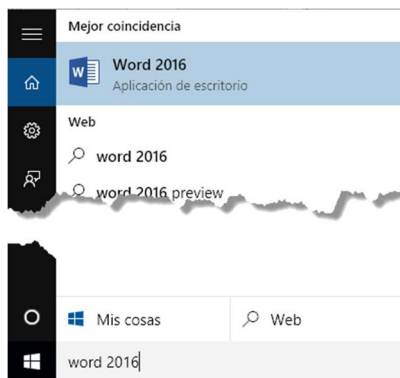 Mejor coincidencia
Word 2016
Aplicación de escritorio
Web
word 2016
word 2016 preview
Mis cosas
Web
word 2016